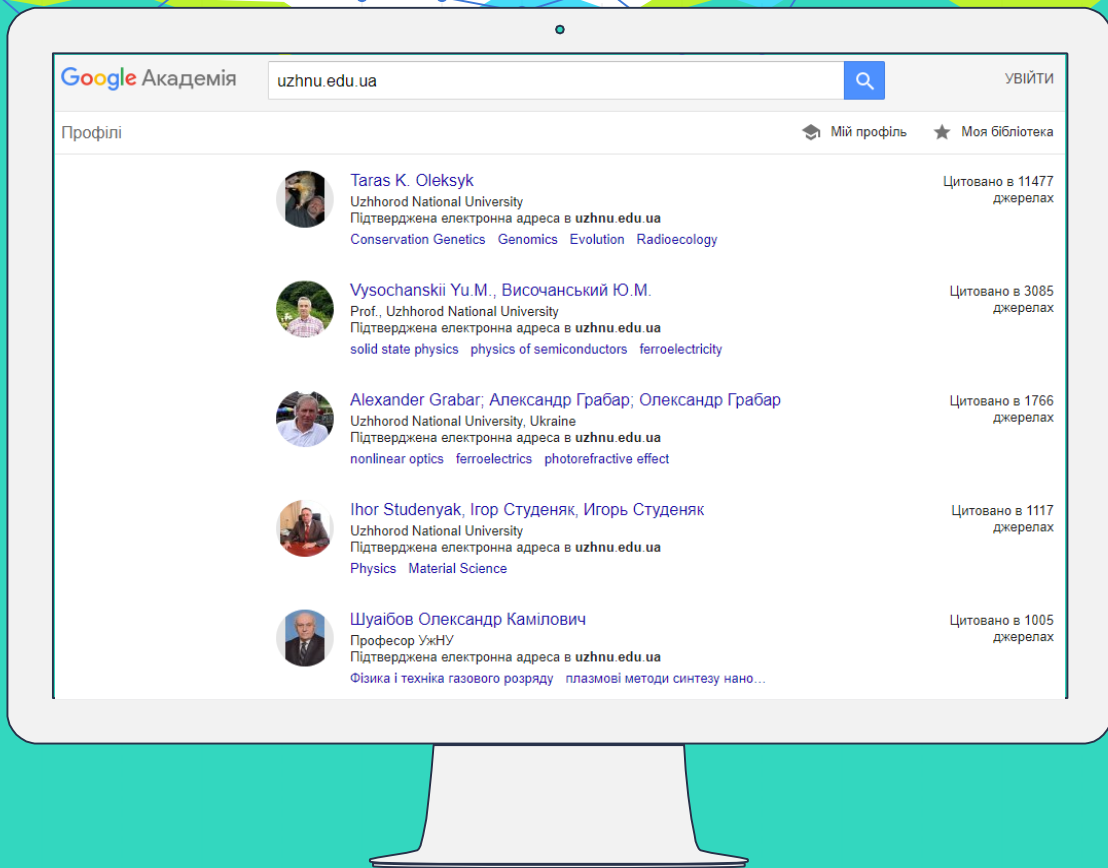 Google Академія
uzhnu.edu.ua
УВІЙТИ
Профілі
Мій профіль
Моя бібліотека
Taras K. Oleksyk
Uzhhorod National University
Підтверджена електронна адреса в uzhnu.edu.ua
Conservation Genetics Genomics Evolution Radioecology
Цитовано в 11477
джерелах
Vysochanskii Yu.M., Височанський Ю.М.
Prof., Uzhhorod National University
Підтверджена електронна адреса в uzhnu.edu.ua
solid state physics physics of semiconductors ferroelectricity
Цитовано в 3085
джерелах
Alexander Grabar; Александр Грабар; Олександр Грабар
Uzhhorod National University, Ukraine
Підтверджена електронна адреса в uzhnu.edu.ua
nonlinear optics ferroelectrics photorefractive effect
Цитовано в 1766
джерелах
Ihor Studenyak, Ігор Студеняк, Игорь Студеняк
Uzhhorod National University
Підтверджена електронна адреса в uzhnu.edu.ua
Physics Material Science
Цитовано в 1117
джерелах
Шуаібов Олександр Камілович
Професор УжНУ
Підтверджена електронна адреса в uzhnu.edu.ua
Фізика і техніка газового розряду плазмові методи синтезу нано...
Цитовано в 1005
джерелах